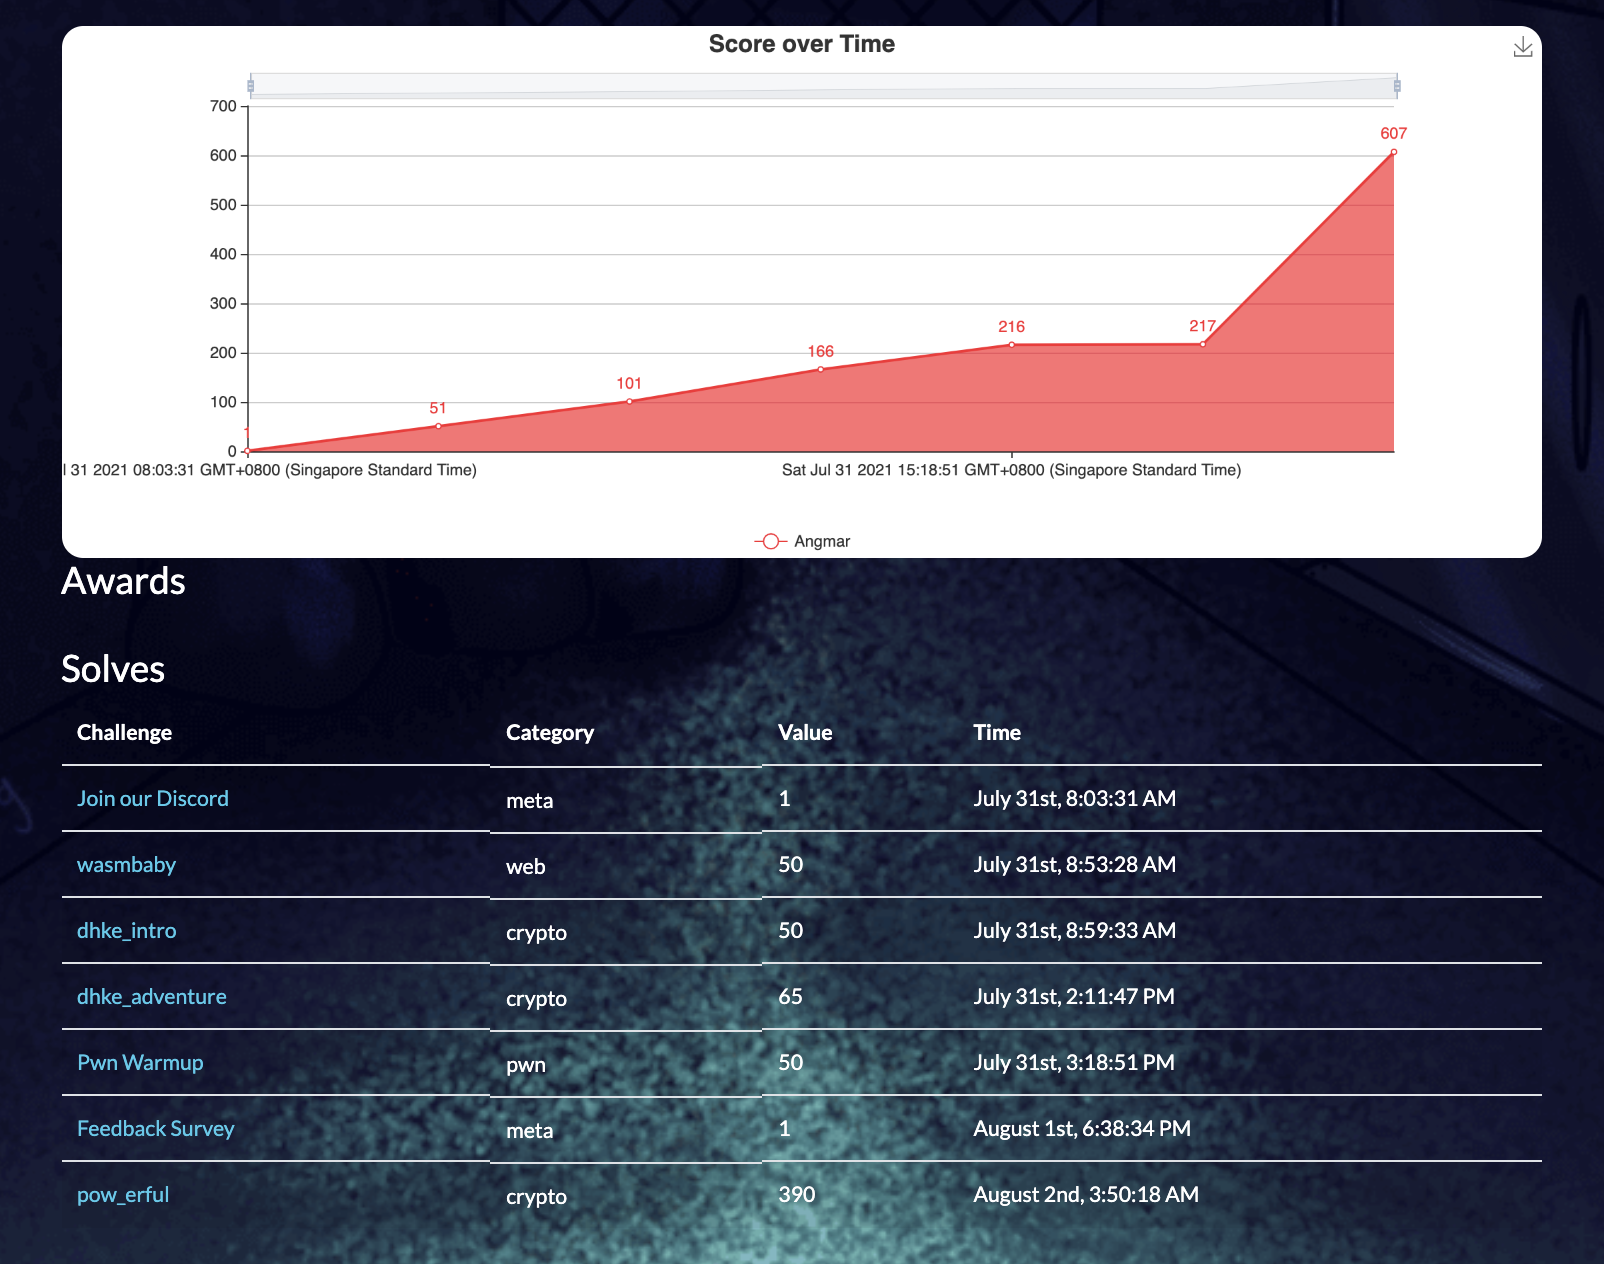 Score over Time
700
600
500
400
300
200
100
0
1
51
101
166
216
217
607
l 31 2021 08:03:31 GMT+0800 (Singapore Standard Time)
Sat Jul 31 2021 15:18:51 GMT+0800 (Singapore Standard Time)
Angmar
Awards
Solves
Challenge Category Value Time
Join our Discord meta 1 July 31st, 8:03:31 AM
wasmbaby web 50 July 31st, 8:53:28 AM
dhke_intro crypto 50 July 31st, 8:59:33 AM
dhke_adventure crypto 65 July 31st, 2:11:47 PM
Pwn Warmup pwn 50 July 31st, 3:18:51 PM
Feedback Survey meta 1 August 1st, 6:38:34 PM
pow_erful crypto 390 August 2nd, 3:50:18 AM